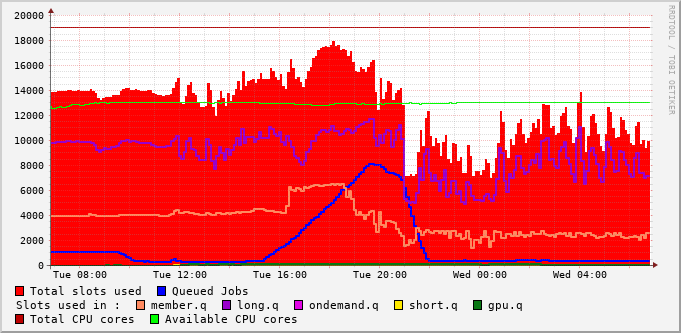 20000
18000
16000
14000
12000
10000
8000
6000
4000
2000
0
Tue 08:00 Tue 12:00 Tue 16:00 Tue 20:00 Wed 00:00 Wed 04:00
Total slots used Queued Jobs
Slots used in : member.q long.q ondemand.q short.q gpu.q
Total CPU cores Available CPU cores
RRDTOOL / TOBI OETIKER